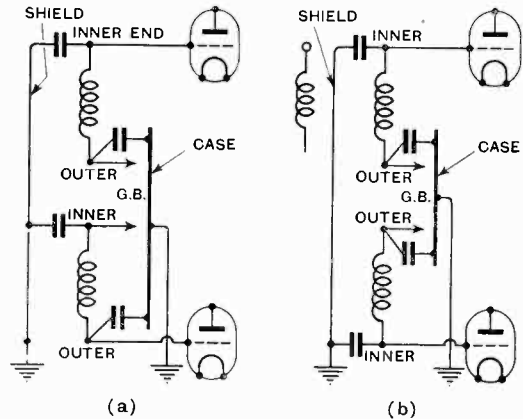 SHIELD
INNER END
CASE
OUTER
G.B.
INNER
OUTER
(a)
SHIELD
INNER
CASE
OUTER
G.B.
OUTER
INNER
(b)